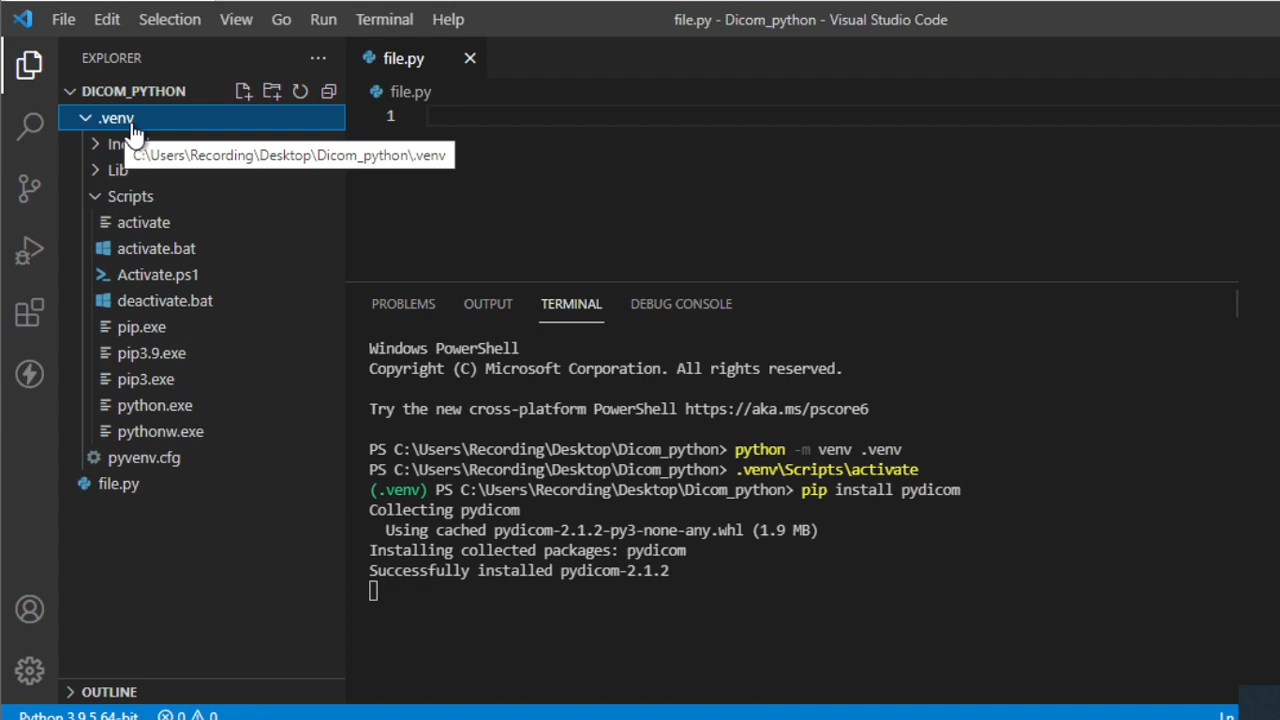 File Edit Selection View Go Run Terminal Help
file.py - Dicom_python - Visual Studio Code
EXPLORER
file.py
DICOM_PYTHON
file.py
.venv
1
C:\Users\Recording\Desktop\Dicom_python\.venv
Lib
Scripts
activate
activate.bat
Activate.ps1
deactivate.bat
pip.exe
pip3.9.exe
pip3.exe
python.exe
pythonw.exe
pyvenv.cfg
file.py
PROBLEMS OUTPUT TERMINAL DEBUG CONSOLE
Windows PowerShell
Copyright (C) Microsoft Corporation. All rights reserved.
Try the new cross-platform PowerShell https://aka.ms/pscore6
PS C:\Users\Recording\Desktop\Dicom_python> python -m venv .venv
PS C:\Users\Recording\Desktop\Dicom_python> .venv\Scripts\activate
(.venv) PS C:\Users\Recording\Desktop\Dicom_python> pip install pydicom
Collecting pydicom
Using cached pydicom-2.1.2-py3-none-any.whl (1.9 MB)
Installing collected packages: pydicom
Successfully installed pydicom-2.1.2
OUTLINE
Python 3.9.5 64-bit 0 0
Ln